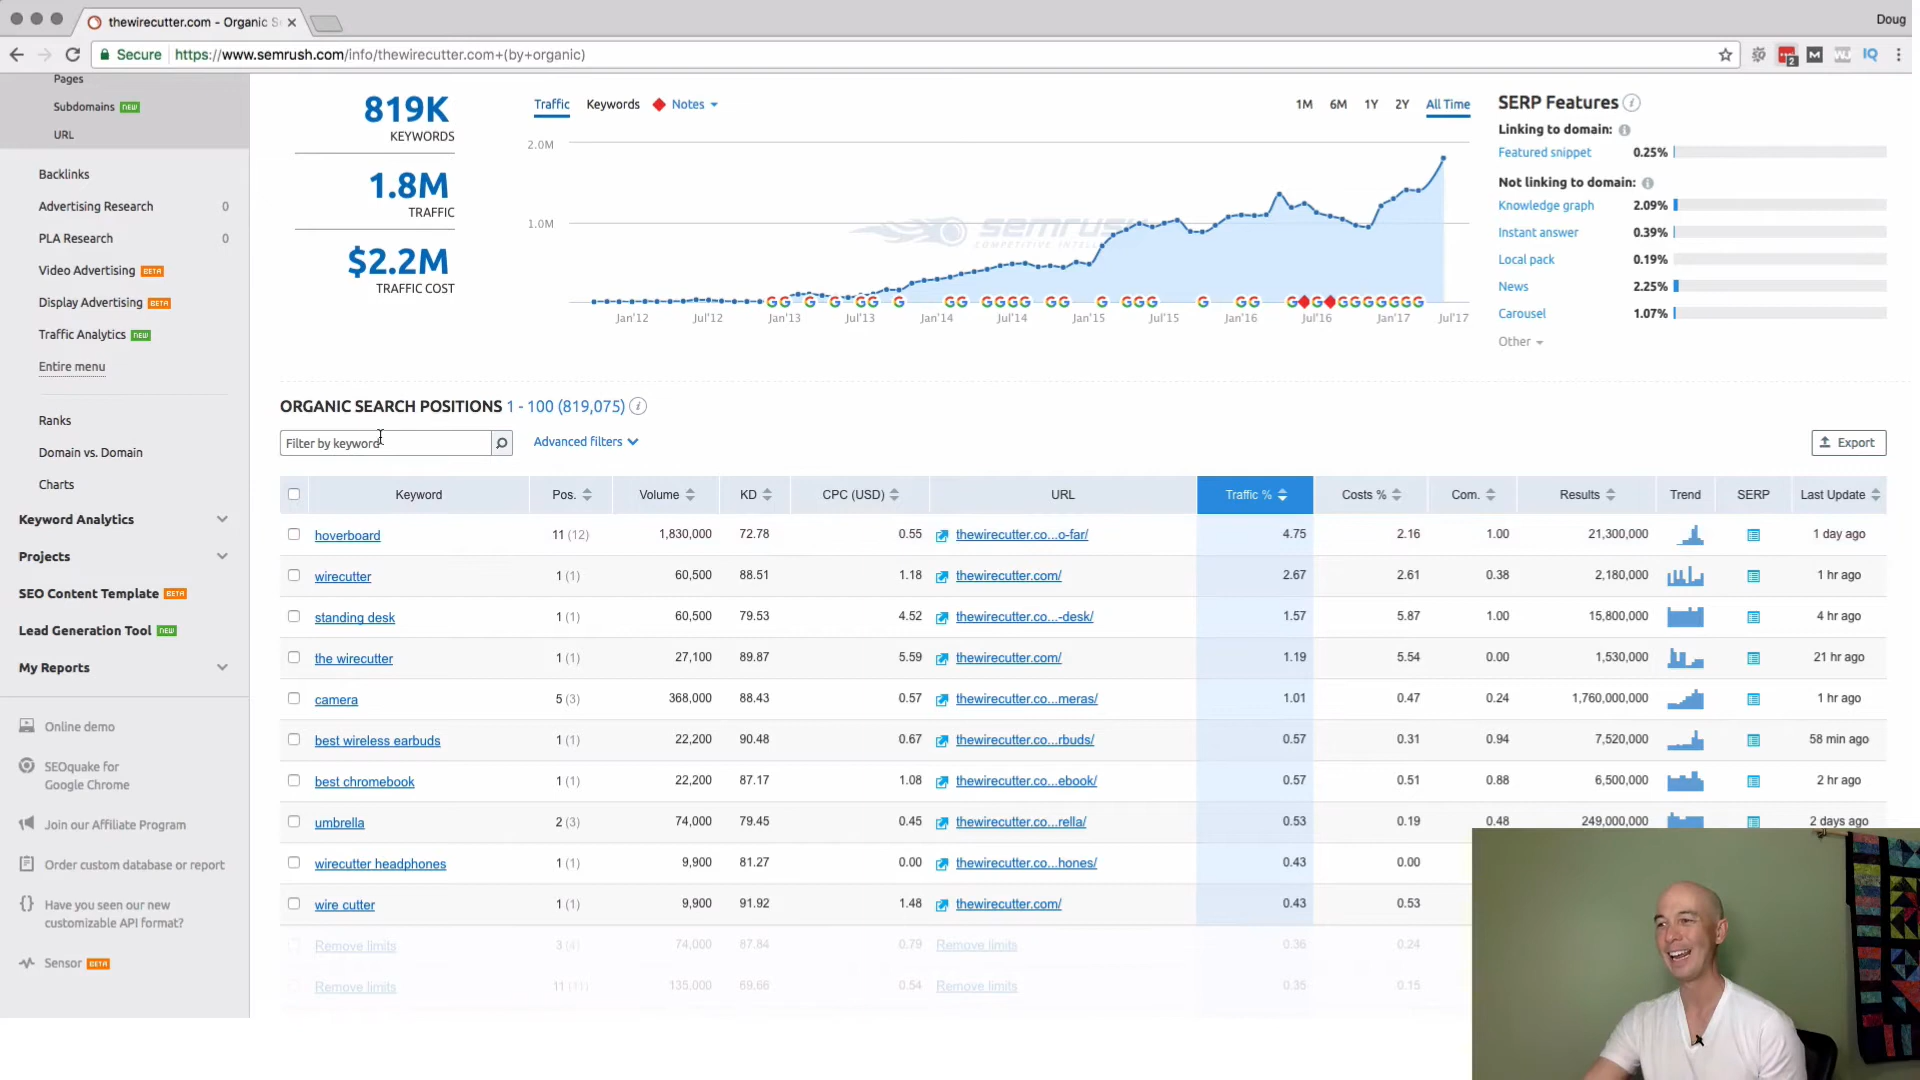 thewirecutter.com - Organic S
Doug
Secure https://www.semrush.com/info/thewirecutter.com+(by+organic)
2
M
IQ
Pages
Subdomains NEW
URL
Backlinks
Advertising Research 0
PLA Research 0
Video Advertising BETA
Display Advertising BETA
Traffic Analytics NEW
Entire menu
Ranks
Domain vs. Domain
Charts
Keyword Analytics
Projects
SEO Content Template BETA
Lead Generation Tool NEW
My Reports
Online demo
SEOquake for
Google Chrome
Join our Affiliate Program
Order custom database or report
Have you seen our new
customizable API format?
Sensor BETA
819K
KEYWORDS
1.8M
TRAFFIC
$2.2M
TRAFFIC COST
Traffic Keywords Notes
1M 6M 1Y 2Y All Time
2.0M
1.0M
semrush
Jan'12 Jul'12 Jan'13 Jul'13 Jan'14 Jul'14 Jan'15 Jul'15 Jan'16 Jul'16 Jan'17 Jul'17
SERP Features
Linking to domain:
Featured snippet 0.25%
Not linking to domain:
Knowledge graph 2.09%
Instant answer 0.39%
Local pack 0.19%
News 2.25%
Carousel 1.07%
Other
ORGANIC SEARCH POSITIONS 1 - 100 (819,075)
Filter by keyword
Advanced filters
Export
Keyword Pos. Volume KD CPC (USD) URL Traffic % Costs % Com. Results Trend SERP Last Update
hoverboard 11 (12) 1,830,000 72.78 0.55 thewirecutter.co...o-far/ 4.75 2.16 1.00 21,300,000 1 day ago
wirecutter 1 (1) 60,500 88.51 1.18 thewirecutter.com/ 2.67 2.61 0.38 2,180,000 1 hr ago
standing desk 1 (1) 60,500 79.53 4.52 thewirecutter.co...-desk/ 1.57 5.87 1.00 15,800,000 4 hr ago
the wirecutter 1 (1) 27,100 89.87 5.59 thewirecutter.com/ 1.19 5.54 0.00 1,530,000 21 hr ago
camera 5 (3) 368,000 88.43 0.57 thewirecutter.co...meras/ 1.01 0.47 0.24 1,760,000,000 1 hr ago
best wireless earbuds 1 (1) 22,200 90.48 0.67 thewirecutter.co...rbuds/ 0.57 0.31 0.94 7,520,000 58 min ago
best chromebook 1 (1) 22,200 87.17 1.08 thewirecutter.co...ebook/ 0.57 0.51 0.88 6,500,000 2 hr ago
umbrella 2 (3) 74,000 79.45 0.45 thewirecutter.co...rella/ 0.53 0.19 0.48 249,000,000 2 days ago
wirecutter headphones 1 (1) 9,900 81.27 0.00 thewirecutter.co...hones/ 0.43 0.00
wire cutter 1 (1) 9,900 91.92 1.48 thewirecutter.com/ 0.43 0.53
Remove limits 3 (4) 74,000 87.84 0.79 Remove limits 0.36 0.24
Remove limits 11 (11) 135,000 69.66 0.54 Remove limits 0.35 0.15